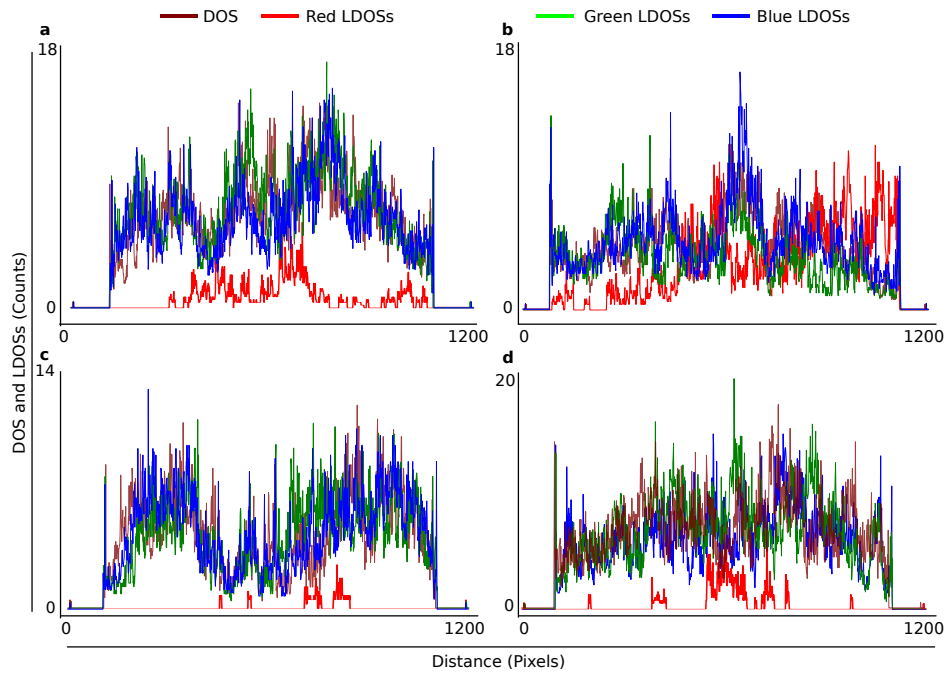 DOS Red LDOSs Green LDOSs Blue LDOSs
a b
18 18
0 0
0 1200 0 1200
c d
14 20
0 0
0 1200 0 1200
DOS and LDOSs (Counts)
Distance (Pixels)